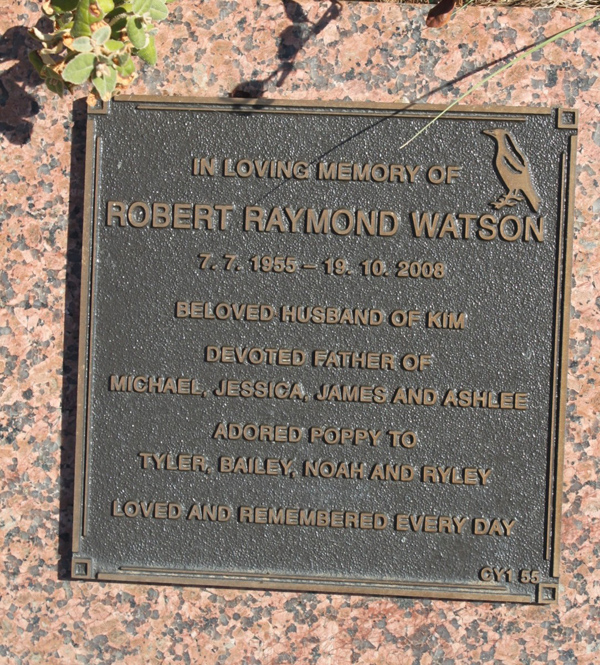 IN LOVING MEMORY OF
ROBERT RAYMOND WATSON
7. 7. 1955 – 19. 10. 2008
BELOVED HUSBAND OF KIM
DEVOTED FATHER OF
MICHAEL, JESSICA, JAMES AND ASHLEE
ADORED POPPY TO
TYLER, BAILEY, NOAH AND RYLEY
LOVED AND REMEMBERED EVERY DAY
CY1 55